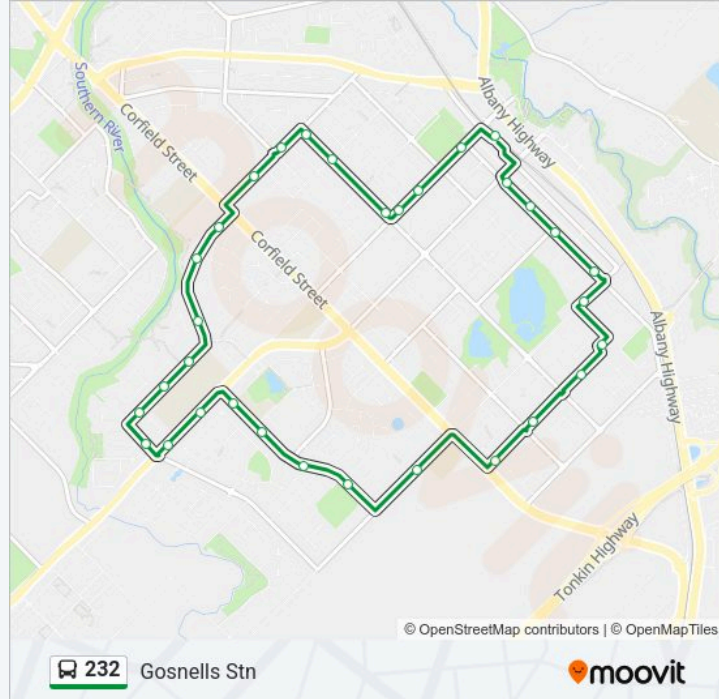 Southern River
Corfield Street
Albany Highway
Corfield Street
Albany Highway
Tonkin Highway
moovit
© OpenStreetMap contributors | © OpenMapTiles
232 Gosnells Stn
moovit